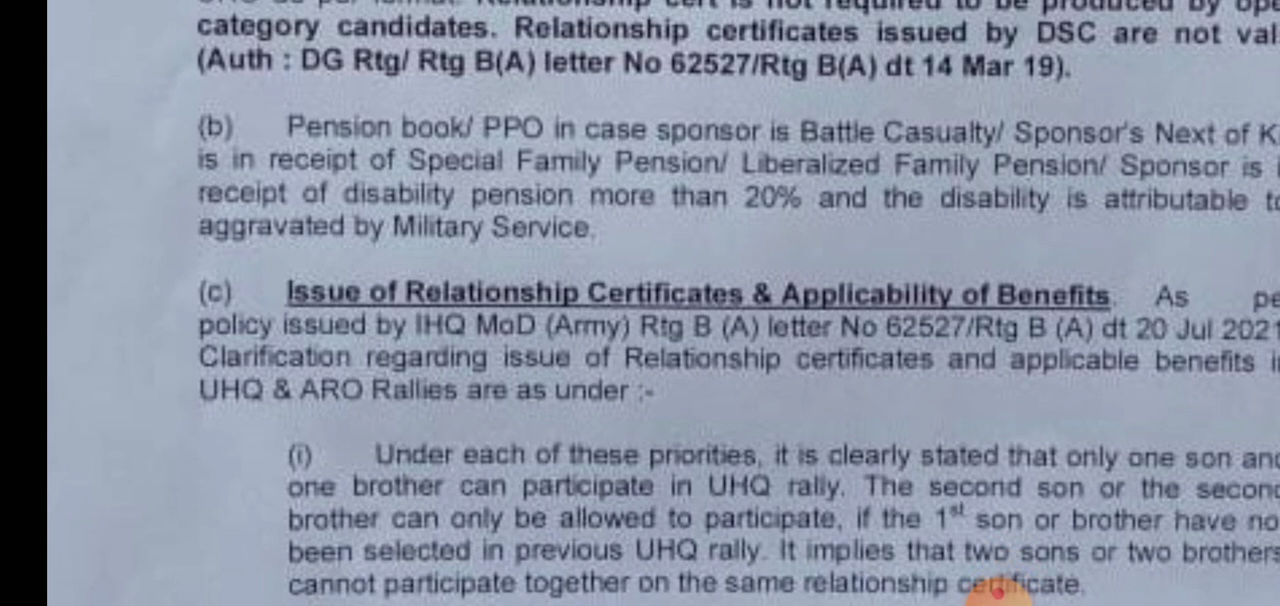 category candidates. Relationship certificates issued by DSC are not val
(Auth : DG Rtg/ Rtg B(A) letter No 62527/Rtg B(A) dt 14 Mar 19).
(b) Pension book/ PPO in case sponsor is Battle Casualty/ Sponsor's Next of K
is in receipt of Special Family Pension/ Liberalized Family Pension/ Sponsor is
receipt of disability pension more than 20% and the disability is attributable to
aggravated by Military Service.
(c) Issue of Relationship Certificates & Applicability of Benefits. As pe
policy issued by IHQ MoD (Army) Rtg B (A) letter No 62527/Rtg B (A) dt 20 Jul 2021
Clarification regarding issue of Relationship certificates and applicable benefits i
UHQ & ARO Rallies are as under :-
(i) Under each of these priorities, it is clearly stated that only one son and
one brother can participate in UHQ rally. The second son or the second
brother can only be allowed to participate, if the 1st son or brother have no
been selected in previous UHQ rally. It implies that two sons or two brothers
cannot participate together on the same relationship certificate.